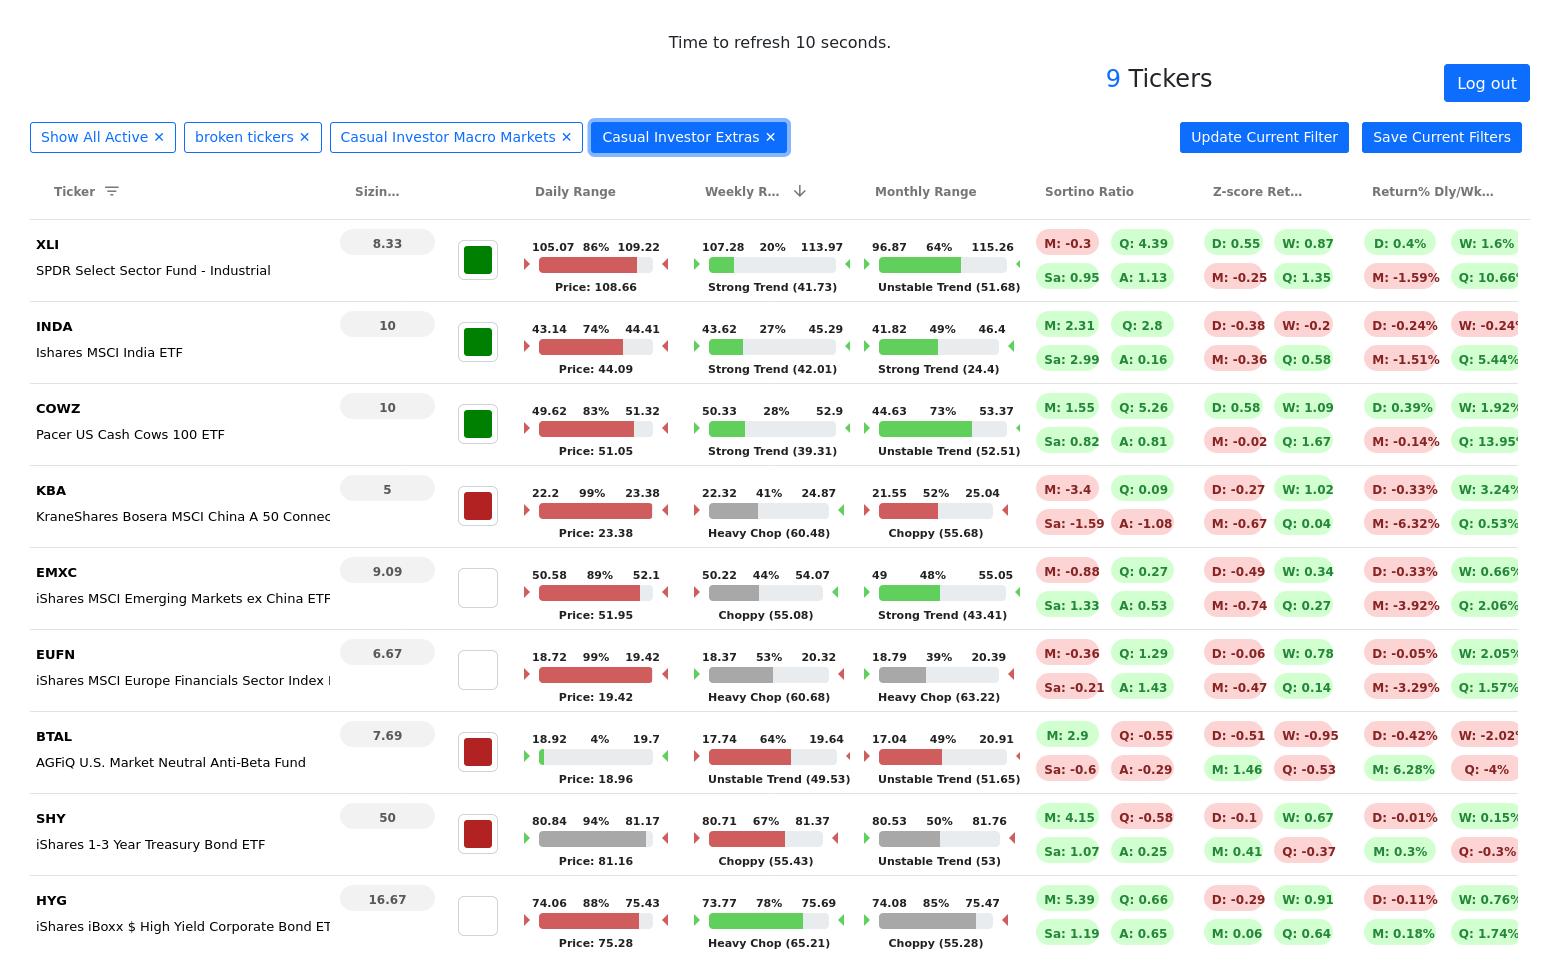 Time to refresh 10 seconds.
9 Tickers
Log out
Show All Active ✕ broken tickers ✕ Casual Investor Macro Markets ✕ Casual Investor Extras ✕ Update Current Filter Save Current Filters
Ticker Sizin… Daily Range Weekly R… Monthly Range Sortino Ratio Z-score Ret… Return% Dly/Wk…
XLI 8.33 105.07 86% 109.22 107.28 20% 113.97 96.87 64% 115.26 M: -0.3 Q: 4.39 D: 0.55 W: 0.87 D: 0.4% W: 1.6%
SPDR Select Sector Fund - Industrial Sa: 0.95 A: 1.13 M: -0.25 Q: 1.35 M: -1.59% Q: 10.66%
Price: 108.66 Strong Trend (41.73) Unstable Trend (51.68)
INDA 10 43.14 74% 44.41 43.62 27% 45.29 41.82 49% 46.4 M: 2.31 Q: 2.8 D: -0.38 W: -0.2 D: -0.24% W: -0.24%
Ishares MSCI India ETF Sa: 2.99 A: 0.16 M: -0.36 Q: 0.58 M: -1.51% Q: 5.44%
Price: 44.09 Strong Trend (42.01) Strong Trend (24.4)
COWZ 10 49.62 83% 51.32 50.33 28% 52.9 44.63 73% 53.37 M: 1.55 Q: 5.26 D: 0.58 W: 1.09 D: 0.39% W: 1.92%
Pacer US Cash Cows 100 ETF Sa: 0.82 A: 0.81 M: -0.02 Q: 1.67 M: -0.14% Q: 13.95%
Price: 51.05 Strong Trend (39.31) Unstable Trend (52.51)
KBA 5 22.2 99% 23.38 22.32 41% 24.87 21.55 52% 25.04 M: -3.4 Q: 0.09 D: -0.27 W: 1.02 D: -0.33% W: 3.24%
KraneShares Bosera MSCI China A 50 Connec Sa: -1.59 A: -1.08 M: -0.67 Q: 0.04 M: -6.32% Q: 0.53%
Price: 23.38 Heavy Chop (60.48) Choppy (55.68)
EMXC 9.09 50.58 89% 52.1 50.22 44% 54.07 49 48% 55.05 M: -0.88 Q: 0.27 D: -0.49 W: 0.34 D: -0.33% W: 0.66%
iShares MSCI Emerging Markets ex China ETF Sa: 1.33 A: 0.53 M: -0.74 Q: 0.27 M: -3.92% Q: 2.06%
Price: 51.95 Choppy (55.08) Strong Trend (43.41)
EUFN 6.67 18.72 99% 19.42 18.37 53% 20.32 18.79 39% 20.39 M: -0.36 Q: 1.29 D: -0.06 W: 0.78 D: -0.05% W: 2.05%
iShares MSCI Europe Financials Sector Index Sa: -0.21 A: 1.43 M: -0.47 Q: 0.14 M: -3.29% Q: 1.57%
Price: 19.42 Heavy Chop (60.68) Heavy Chop (63.22)
BTAL 7.69 18.92 4% 19.7 17.74 64% 19.64 17.04 49% 20.91 M: 2.9 Q: -0.55 D: -0.51 W: -0.95 D: -0.42% W: -2.02%
AGFiQ U.S. Market Neutral Anti-Beta Fund Sa: -0.6 A: -0.29 M: 1.46 Q: -0.53 M: 6.28% Q: -4%
Price: 18.96 Unstable Trend (49.53) Unstable Trend (51.65)
SHY 50 80.84 94% 81.17 80.71 67% 81.37 80.53 50% 81.76 M: 4.15 Q: -0.58 D: -0.1 W: 0.67 D: -0.01% W: 0.15%
iShares 1-3 Year Treasury Bond ETF Sa: 1.07 A: 0.25 M: 0.41 Q: -0.37 M: 0.3% Q: -0.3%
Price: 81.16 Choppy (55.43) Unstable Trend (53)
HYG 16.67 74.06 88% 75.43 73.77 78% 75.69 74.08 85% 75.47 M: 5.39 Q: 0.66 D: -0.29 W: 0.91 D: -0.11% W: 0.76%
iShares iBoxx $ High Yield Corporate Bond ET Sa: 1.19 A: 0.65 M: 0.06 Q: 0.64 M: 0.18% Q: 1.74%
Price: 75.28 Heavy Chop (65.21) Choppy (55.28)